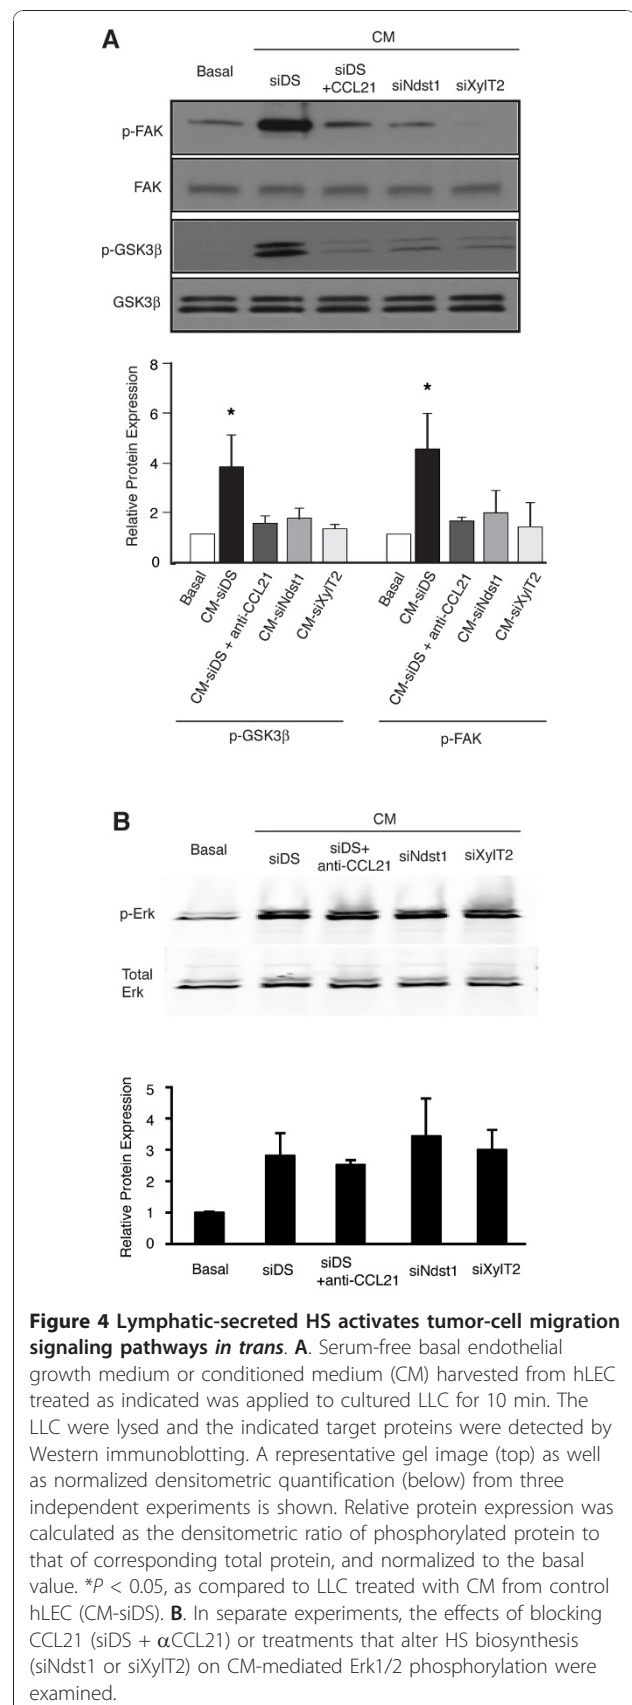 A
CM
Basal
siDS
siDS
+CCL21
siNdst1
siXylT2
p-FAK
FAK
p-GSK3β
GSK3β
8
6
4
2
0
Relative Protein Expression
*
*
Basal
CM-siDS
CM-siDS + anti-CCL21
CM-siNdst1
CM-siXylT2
Basal
CM-siDS
CM-siDS + anti-CCL21
CM-siNdst1
CM-siXylT2
p-GSK3β
p-FAK
B
CM
Basal
siDS
siDS+
anti-CCL21
siNdst1
siXylT2
p-Erk
Total
Erk
5
4
3
2
1
0
Relative Protein Expression
Basal
siDS
siDS
+anti-CCL21
siNdst1
siXylT2
Figure 4 Lymphatic-secreted HS activates tumor-cell migration
signaling pathways in trans. A. Serum-free basal endothelial
growth medium or conditioned medium (CM) harvested from hLEC
treated as indicated was applied to cultured LLC for 10 min. The
LLC were lysed and the indicated target proteins were detected by
Western immunoblotting. A representative gel image (top) as well
as normalized densitometric quantification (below) from three
independent experiments is shown. Relative protein expression was
calculated as the densitometric ratio of phosphorylated protein to
that of corresponding total protein, and normalized to the basal
value. *P < 0.05, as compared to LLC treated with CM from control
hLEC (CM-siDS). B. In separate experiments, the effects of blocking
CCL21 (siDS + αCCL21) or treatments that alter HS biosynthesis
(siNdst1 or siXylT2) on CM-mediated Erk1/2 phosphorylation were
examined.